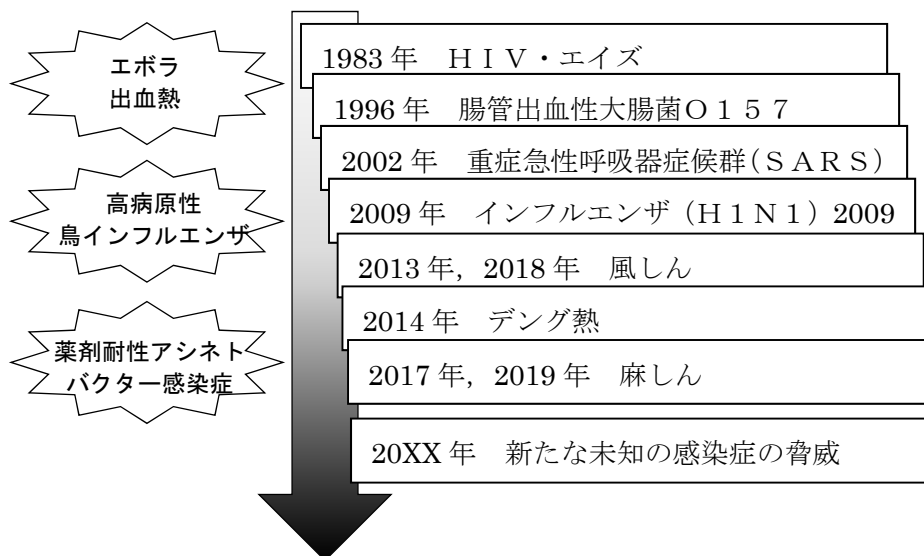 エボラ
出血熱
高病原性
鳥インフルエンザ
薬剤耐性アシネト
バクター感染症
1983 年　ＨＩＶ・エイズ
1996 年　腸管出血性大腸菌Ｏ１５７
2002 年　重症急性呼吸器症候群（ＳＡＲＳ）
2009 年　インフルエンザ（Ｈ１Ｎ１）2009
2013 年，2018 年　風しん
2014 年　デング熱
2017 年，2019 年　麻しん
20XX 年　新たな未知の感染症の脅威